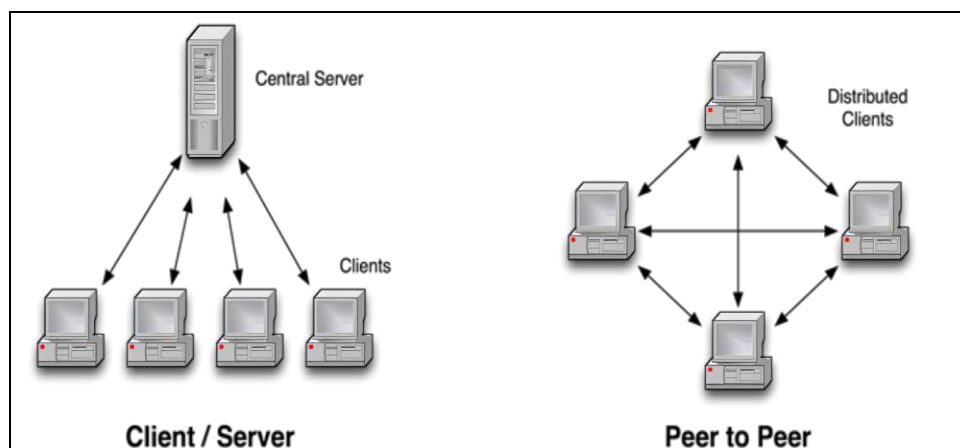 Central Server
Clients
Client / Server
Distributed
Clients
Peer to Peer